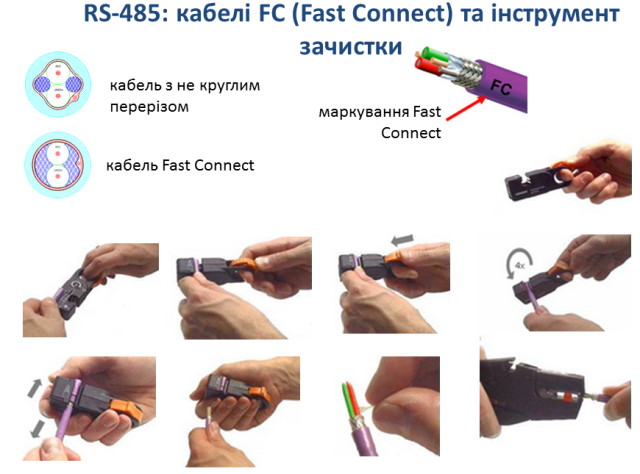 RS-485: кабелі FC (Fast Connect) та інструмент
зачистки
кабель з не круглим
перерізом
FC
маркування Fast
Connect
кабель Fast Connect
4x